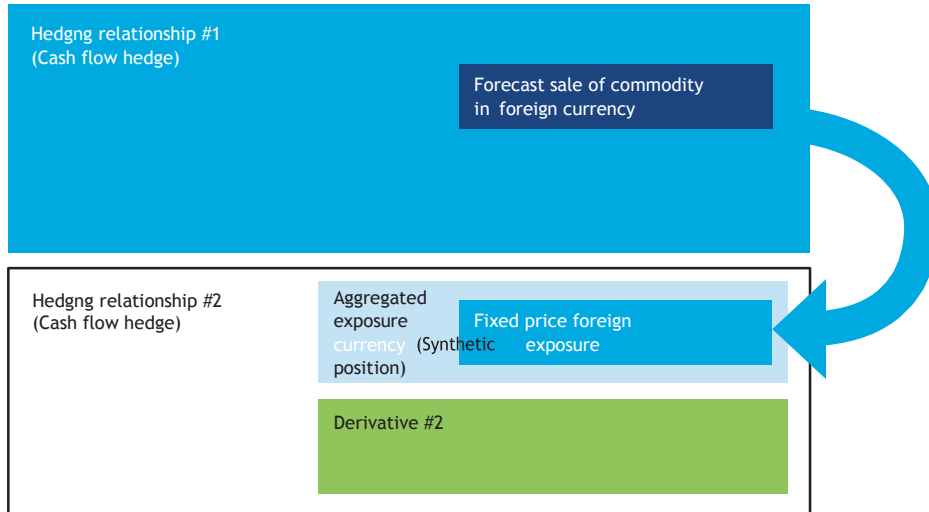 Hedgng relationship #1
(Cash flow hedge)
Forecast sale of commodity
in foreign currency
Hedgng relationship #2
(Cash flow hedge)
Aggregated
exposure
currency (Synthetic
position)
Fixed price foreign
exposure
Derivative #2